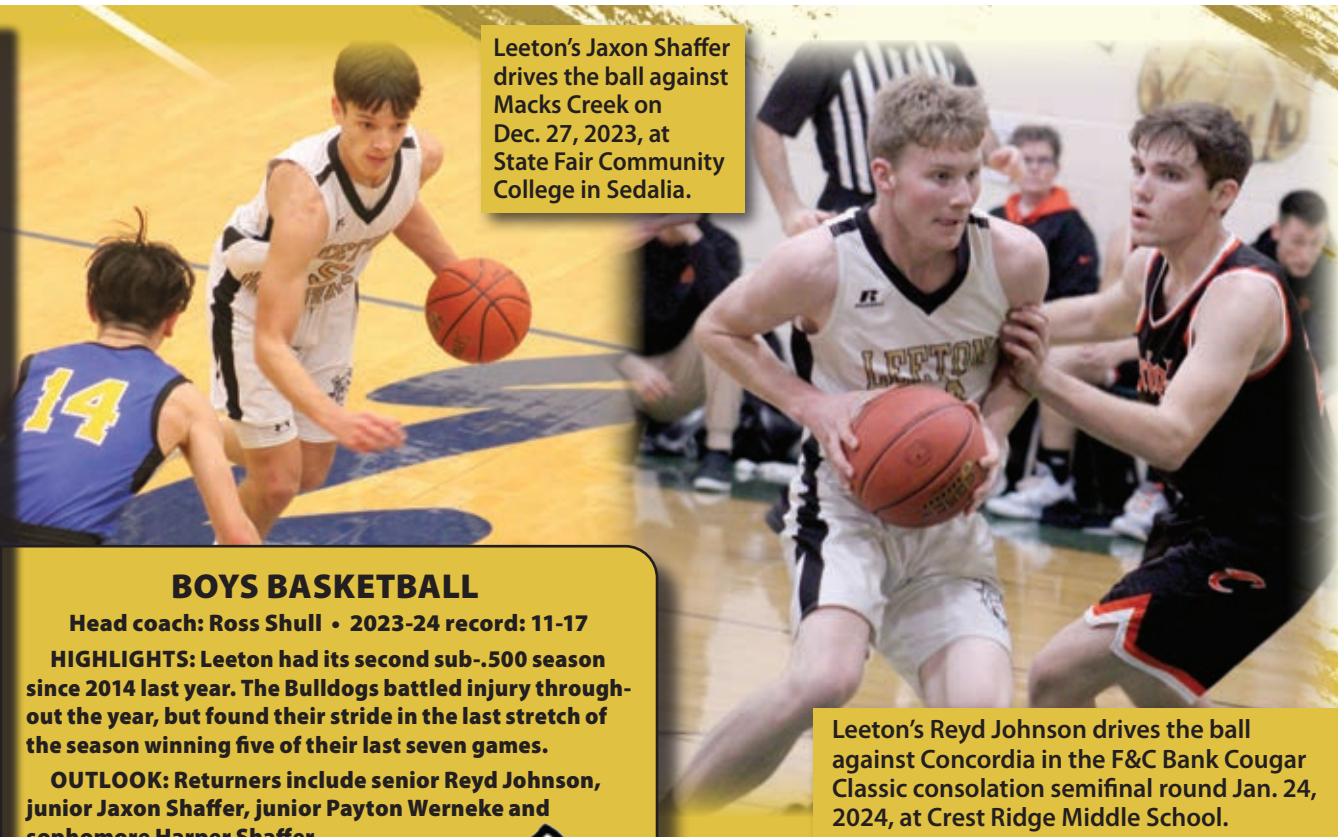 Leeton's Jaxon Shaffer
drives the ball against
Macks Creek on
Dec. 27, 2023, at
State Fair Community
College in Sedalia.
14
LEETON
BOYS BASKETBALL
Head coach: Ross Shull • 2023-24 record: 11-17
HIGHLIGHTS: Leeton had its second sub-.500 season
since 2014 last year. The Bulldogs battled injury through-
out the year, but found their stride in the last stretch of
the season winning five of their last seven games.
OUTLOOK: Returners include senior Reyd Johnson,
junior Jaxon Shaffer, junior Payton Werneke and
sophomore Harper Shaffer
Leeton's Reyd Johnson drives the ball
against Concordia in the F&C Bank Cougar
Classic consolation semifinal round Jan. 24,
2024, at Crest Ridge Middle School.